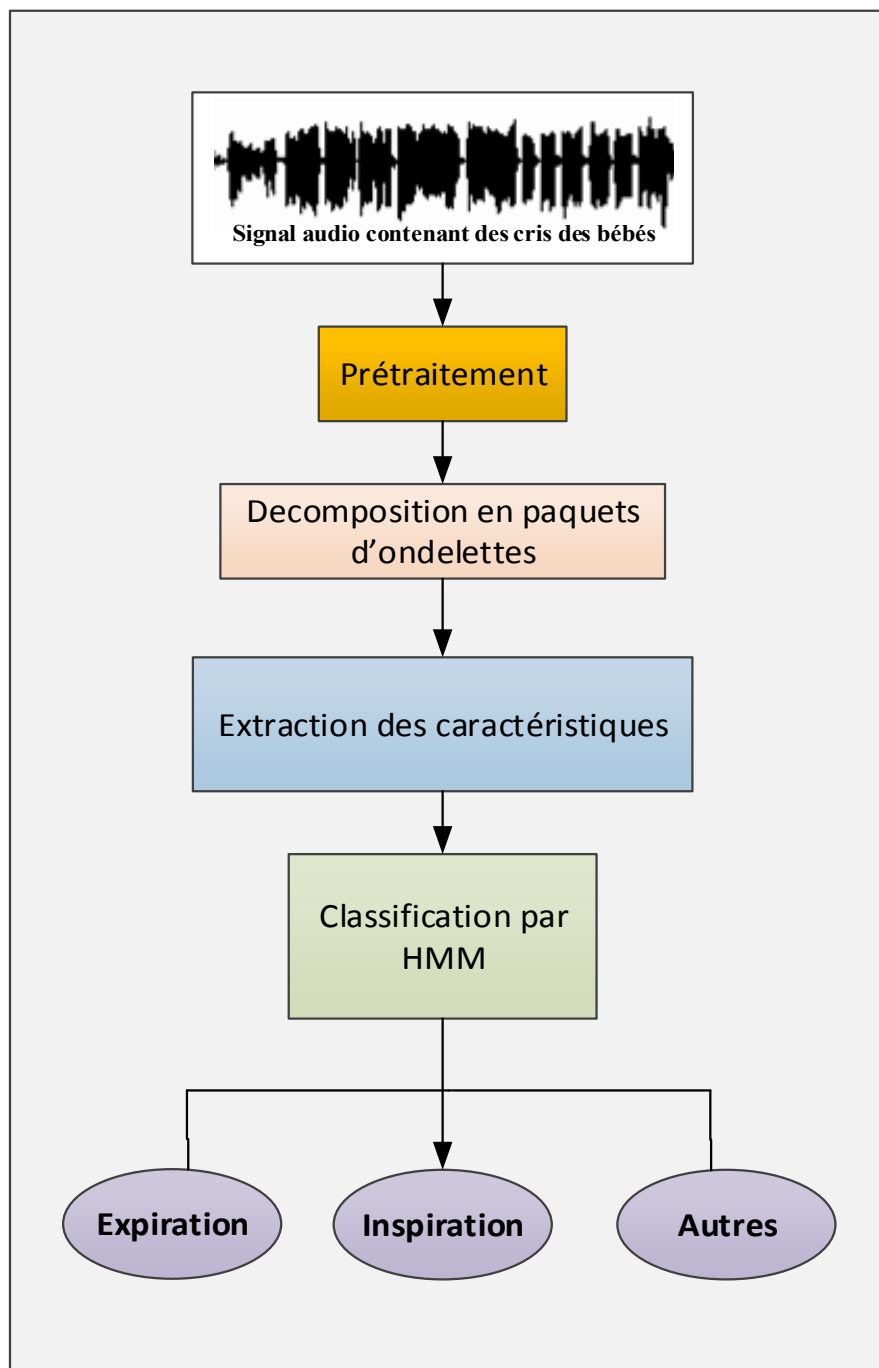 Signal audio contenant des cris des bébés
Prétraitement
Decomposition en paquets
d'ondelettes
Extraction des caractéristiques
Classification par
HMM
Expiration
Inspiration
Autres